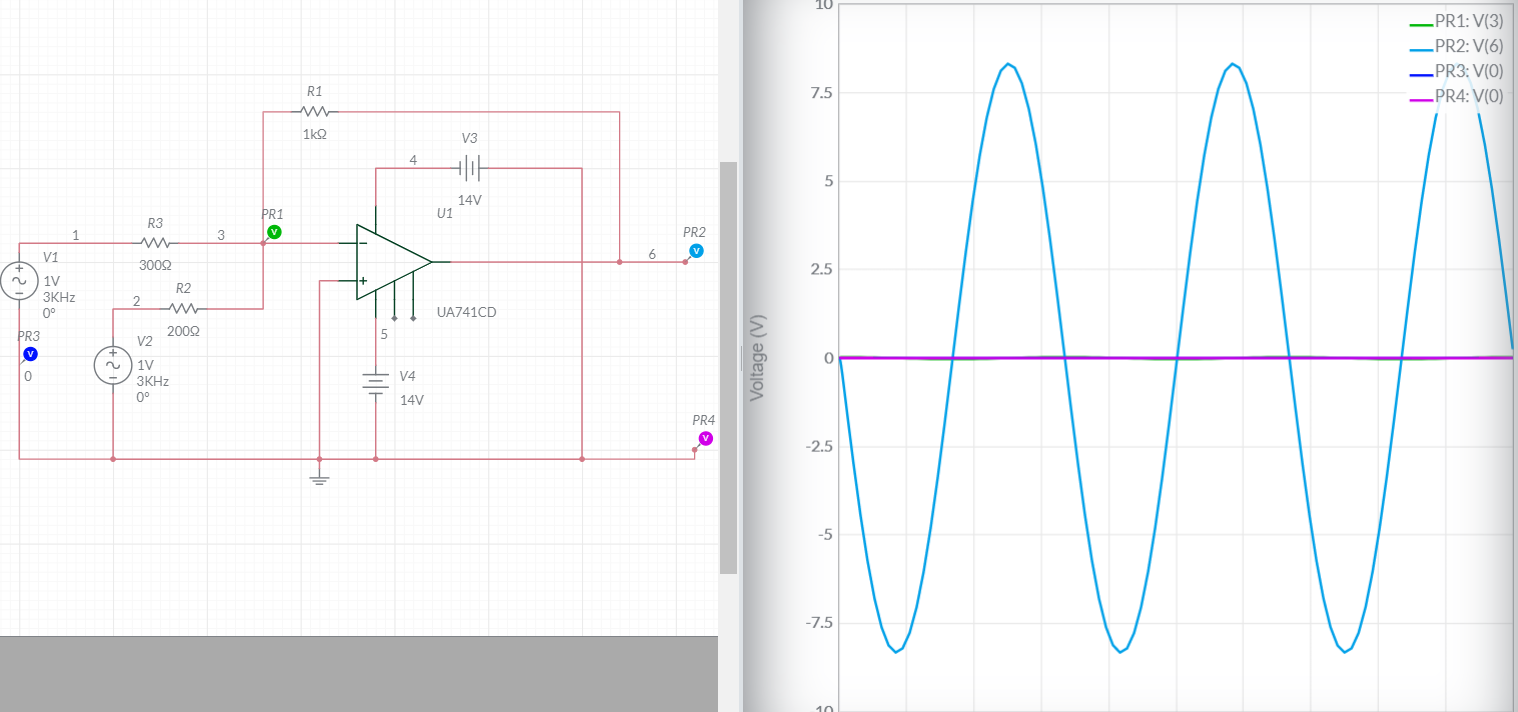 R1
1kΩ
V3
4
14V
U1
PR1
R3
1
3
300Ω
V1
+
1V
3KHz
0°
R2
2
200Ω
PR3
V
0
V2
+
1V
3KHz
0°
−
+
UA741CD
5
V4
14V
PR2
V
6
PR4
V
10
7.5
5
2.5
0
-2.5
-5
-7.5
-10
Voltage (V)
PR1: V(3)
PR2: V(6)
PR3: V(0)
PR4: V(0)